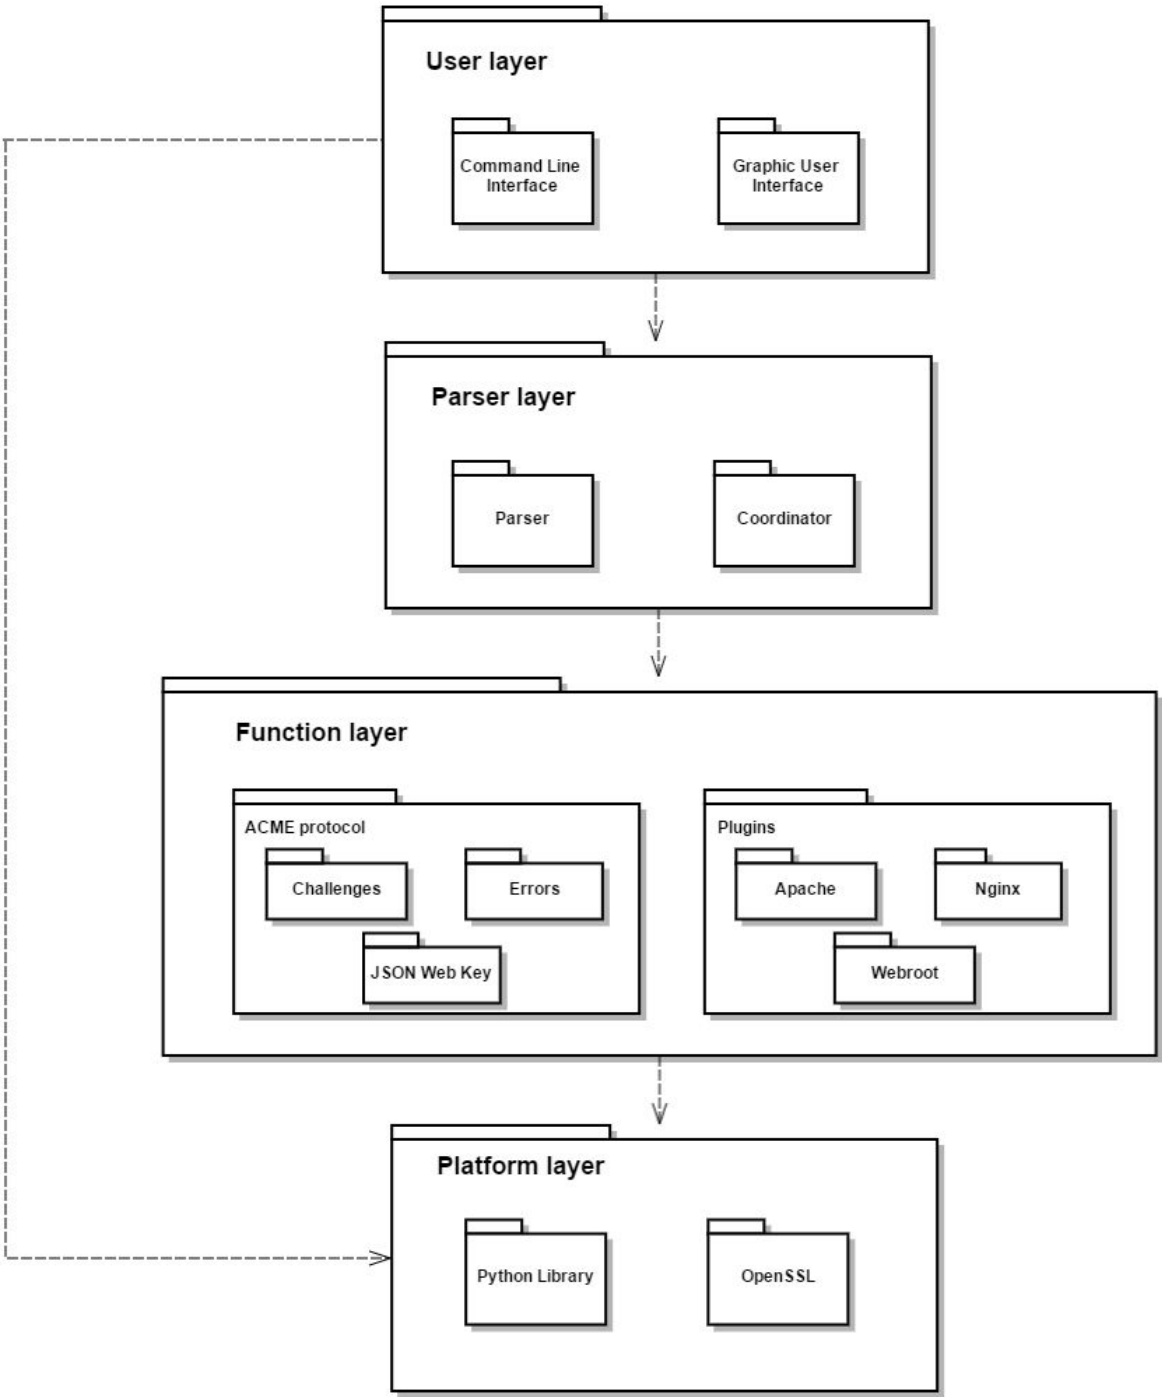 User layer
Command Line
Interface
Graphic User
Interface
Parser layer
Parser
Coordinator
Function layer
ACME protocol
Challenges
Errors
JSON Web Key
Plugins
Apache
Nginx
Webroot
Platform layer
Python Library
OpenSSL